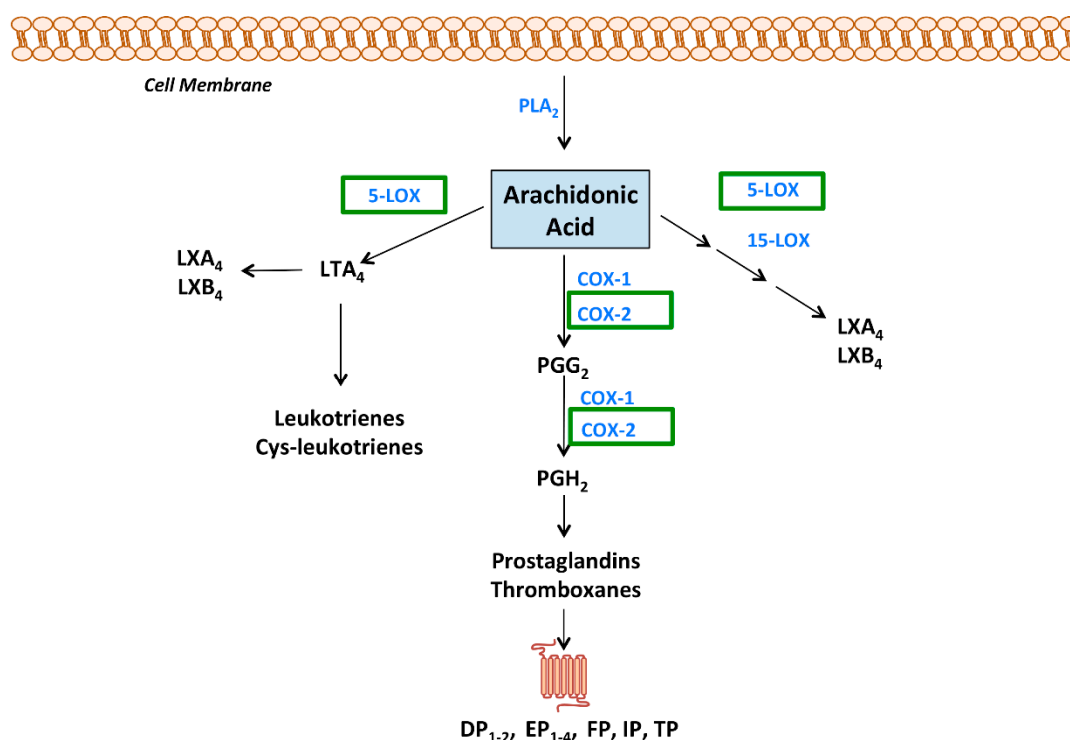 Cell Membrane
PLA₂
5-LOX
Arachidonic
Acid
5-LOX
15-LOX
LXA₄
LXB₄
LTA₄
COX-1
COX-2
LXA₄
LXB₄
PGG₂
COX-1
COX-2
Leukotrienes
Cys-leukotrienes
PGH₂
Prostaglandins
Thromboxanes
DP₁₋₂, EP₁₋₄, FP, IP, TP